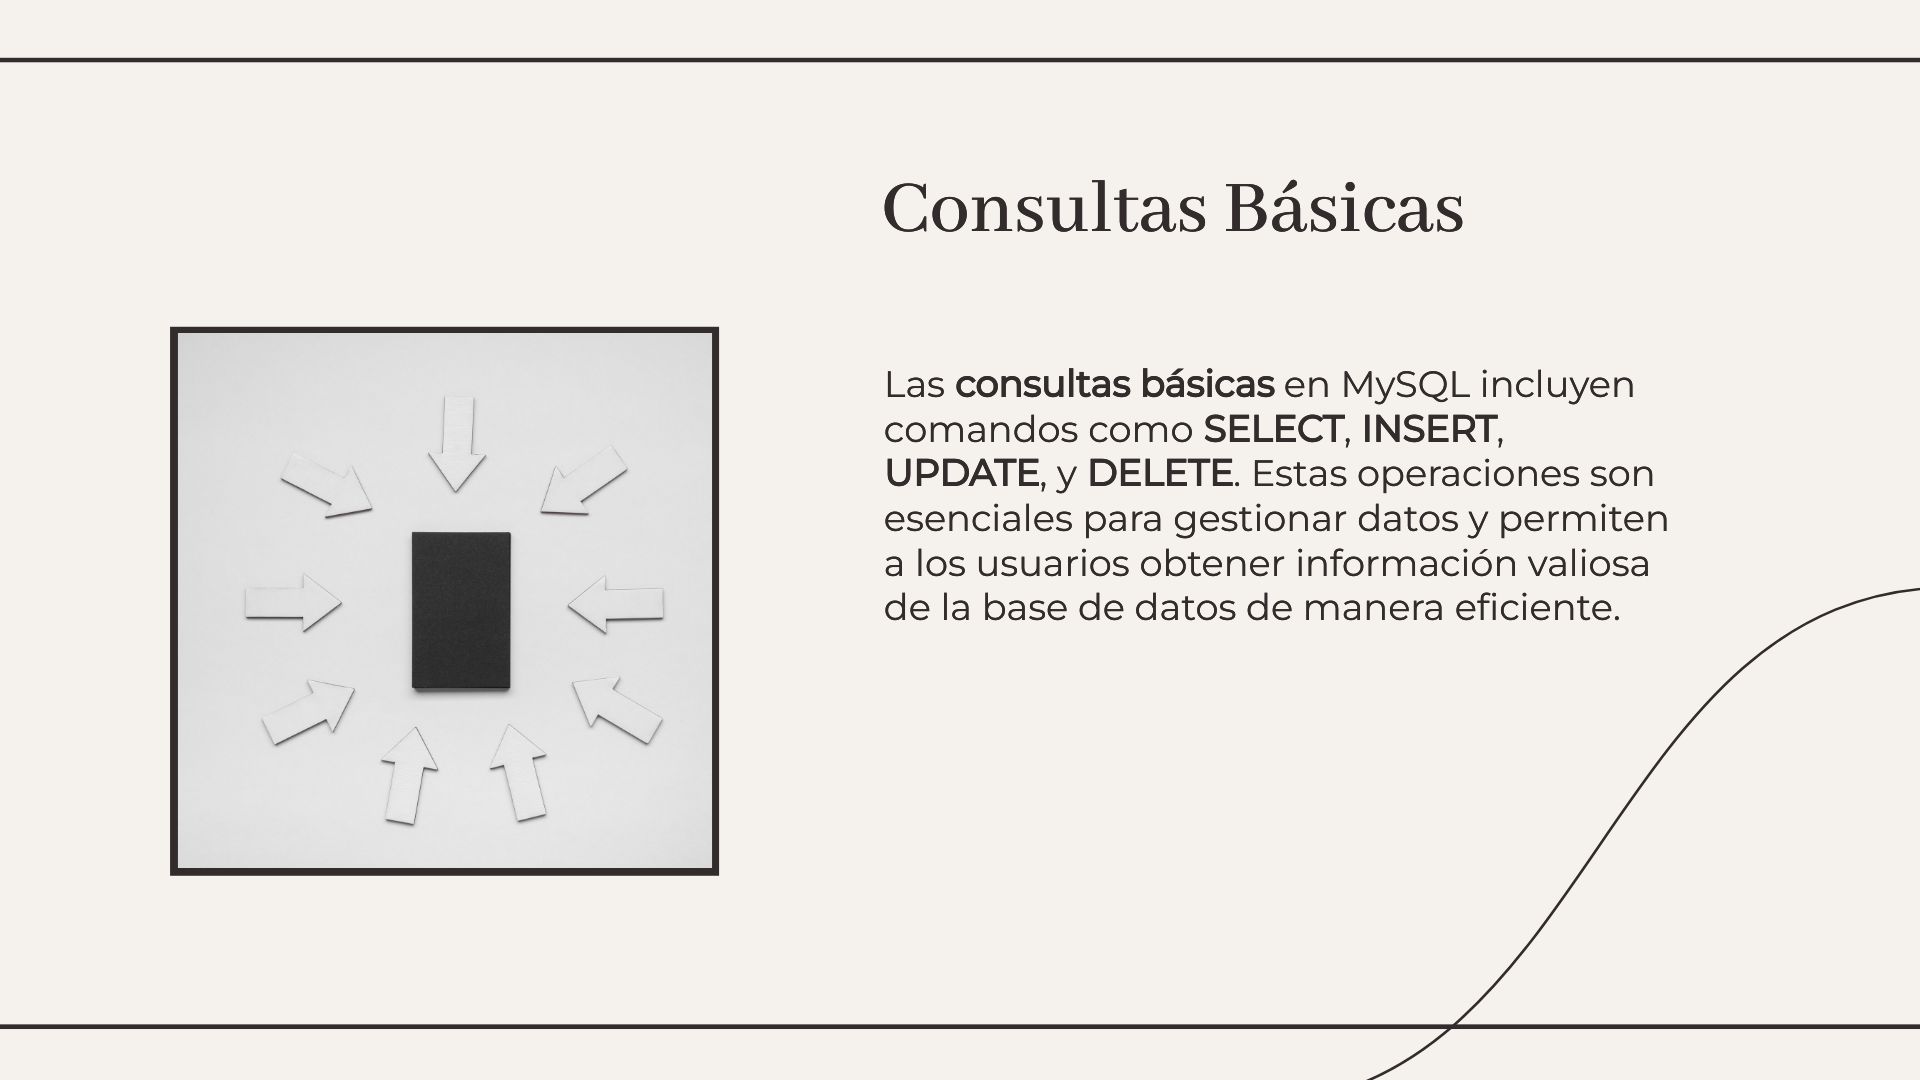 Consultas Básicas
Las consultas básicas en MySQL incluyen
comandos como SELECT, INSERT,
UPDATE, y DELETE. Estas operaciones son
esenciales para gestionar datos y permiten
a los usuarios obtener información valiosa
de la base de datos de manera eficiente.